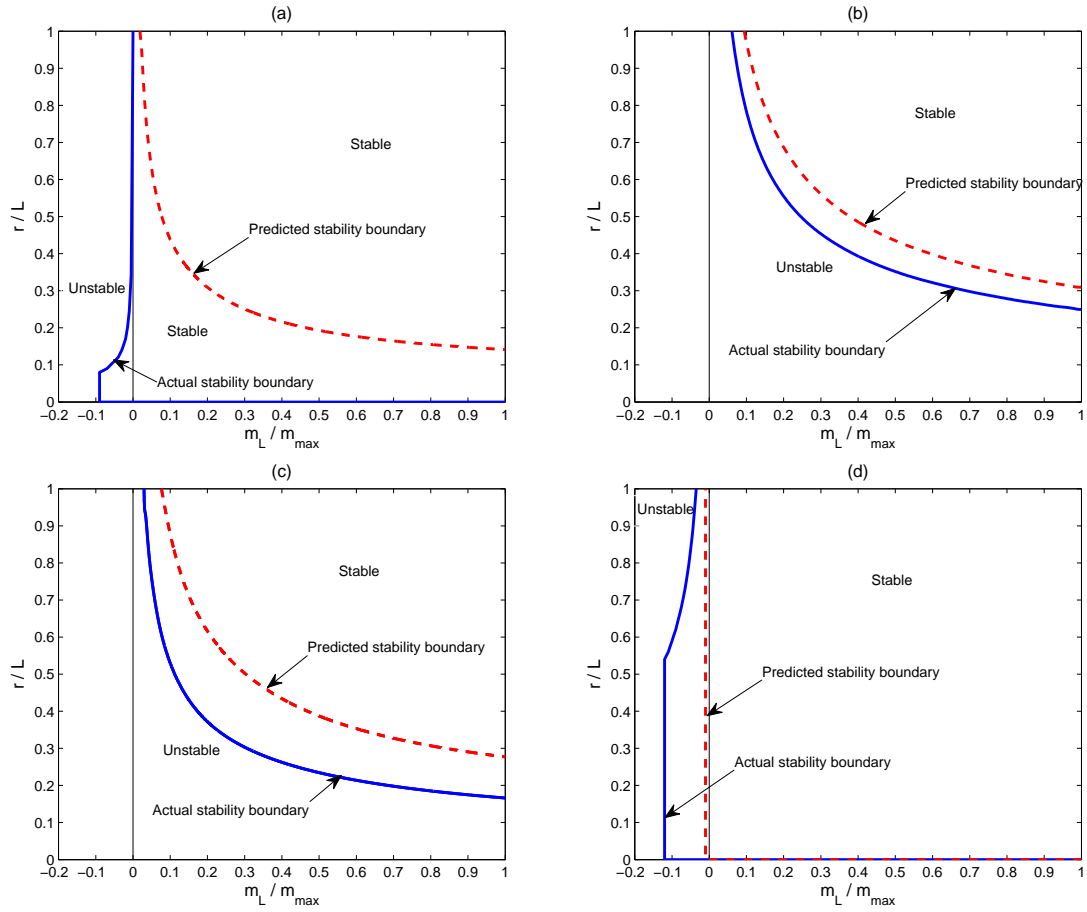 (a)
1
0.9
0.8
0.7
0.6
0.5
0.4
0.3
0.2
0.1
0
r / L
Stable
Predicted stability boundary
Unstable
Stable
Actual stability boundary
−0.2 −0.1 0 0.1 0.2 0.3 0.4 0.5 0.6 0.7 0.8 0.9 1
m_L / m_max
(b)
1
0.9
0.8
0.7
0.6
0.5
0.4
0.3
0.2
0.1
0
r / L
Stable
Predicted stability boundary
Unstable
Actual stability boundary
−0.2 −0.1 0 0.1 0.2 0.3 0.4 0.5 0.6 0.7 0.8 0.9 1
m_L / m_max
(c)
1
0.9
0.8
0.7
0.6
0.5
0.4
0.3
0.2
0.1
0
r / L
Stable
Predicted stability boundary
Unstable
Actual stability boundary
−0.2 −0.1 0 0.1 0.2 0.3 0.4 0.5 0.6 0.7 0.8 0.9 1
m_L / m_max
(d)
1
0.9
0.8
0.7
0.6
0.5
0.4
0.3
0.2
0.1
0
r / L
Unstable
Stable
Predicted stability boundary
Actual stability boundary
−0.2 −0.1 0 0.1 0.2 0.3 0.4 0.5 0.6 0.7 0.8 0.9 1
m_L / m_max